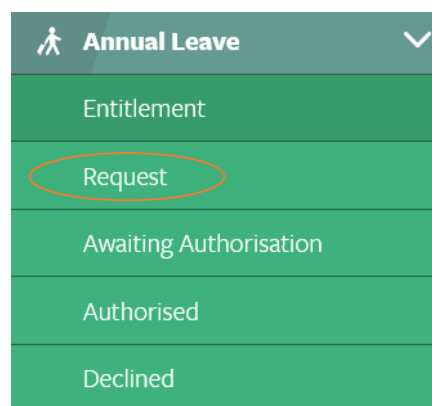 Annual Leave
Entitlement
Request
Awaiting Authorisation
Authorised
Declined